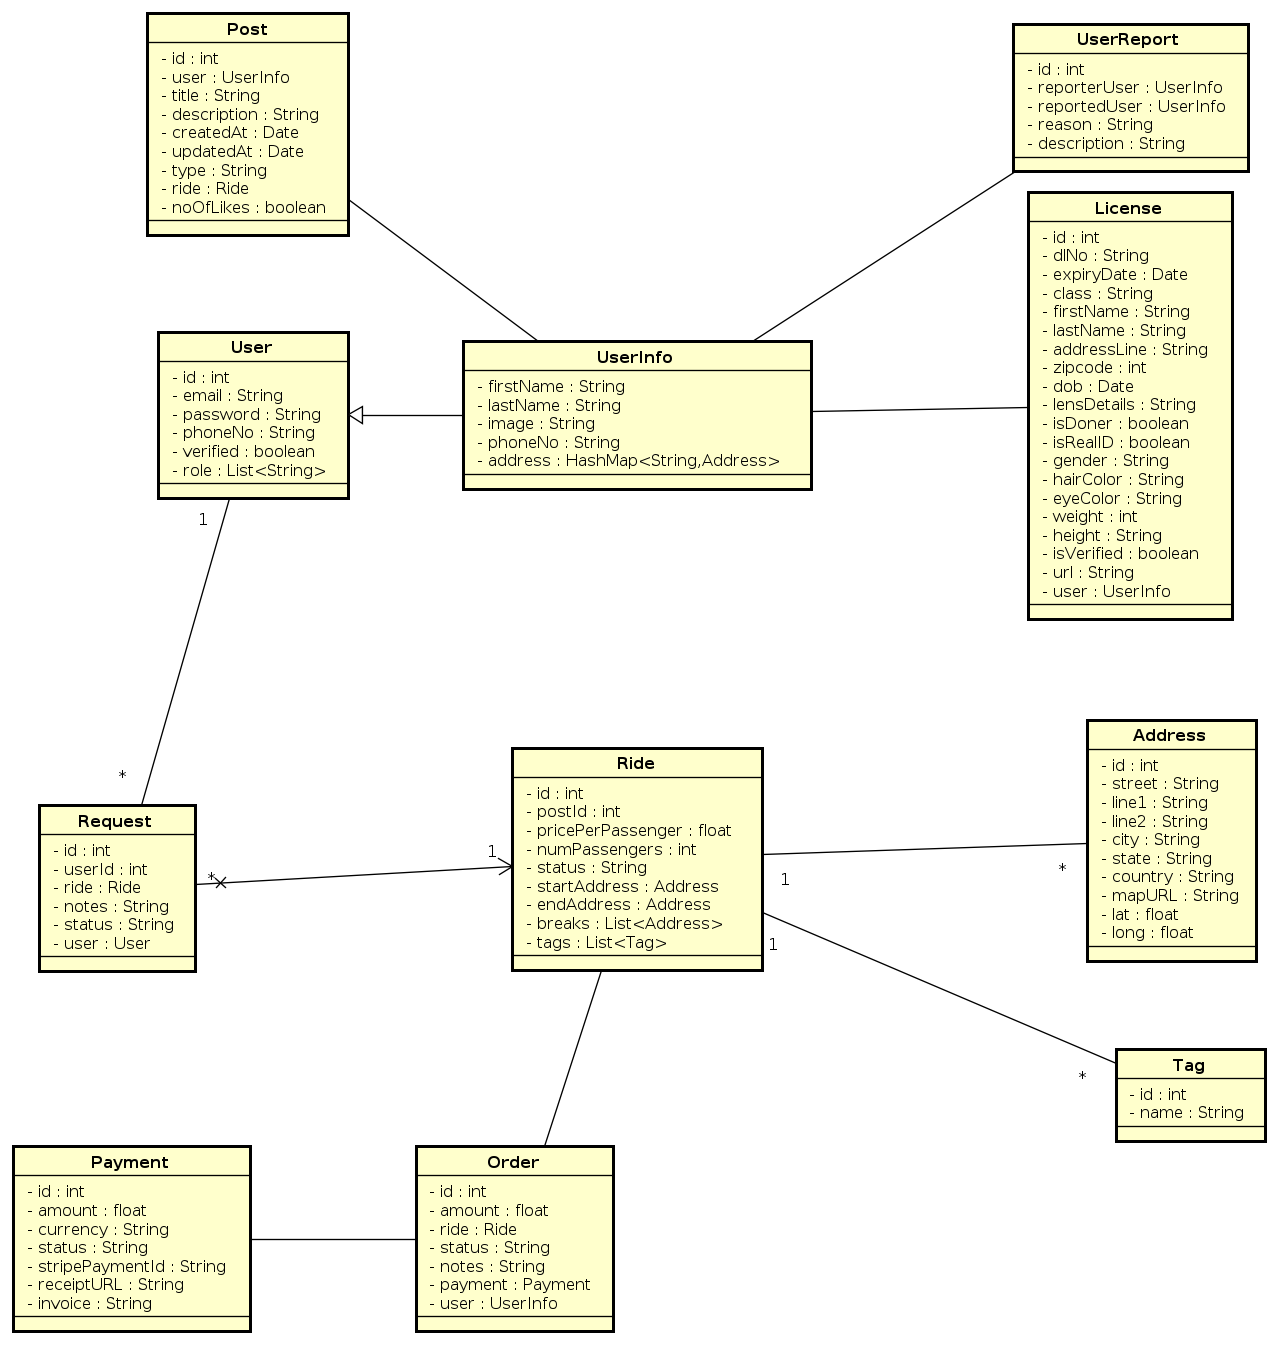 Post
- id : int
- user : UserInfo
- title : String
- description : String
- createdAt : Date
- updatedAt : Date
- type : String
- ride : Ride
- noOfLikes : boolean
UserReport
- id : int
- reporterUser : UserInfo
- reportedUser : UserInfo
- reason : String
- description : String
License
- id : int
- dlNo : String
- expiryDate : Date
- class : String
- firstName : String
- lastName : String
- addressLine : String
- zipcode : int
- dob : Date
- lensDetails : String
- isDoner : boolean
- isRealID : boolean
- gender : String
- hairColor : String
- eyeColor : String
- weight : int
- height : String
- isVerified : boolean
- url : String
- user : UserInfo
User
- id : int
- email : String
- password : String
- phoneNo : String
- verified : boolean
- role : List<String>
UserInfo
- firstName : String
- lastName : String
- image : String
- phoneNo : String
- address : HashMap<String,Address>
1
*
Request
- id : int
- userId : int
- ride : Ride
- notes : String
- status : String
- user : User
*
1
Ride
- id : int
- postId : int
- pricePerPassenger : float
- numPassengers : int
- status : String
- startAddress : Address
- endAddress : Address
- breaks : List<Address>
- tags : List<Tag>
1
*
1
*
Address
- id : int
- street : String
- line1 : String
- line2 : String
- city : String
- state : String
- country : String
- mapURL : String
- lat : float
- long : float
Tag
- id : int
- name : String
Payment
- id : int
- amount : float
- currency : String
- status : String
- stripePaymentId : String
- receiptURL : String
- invoice : String
Order
- id : int
- amount : float
- ride : Ride
- status : String
- notes : String
- payment : Payment
- user : UserInfo